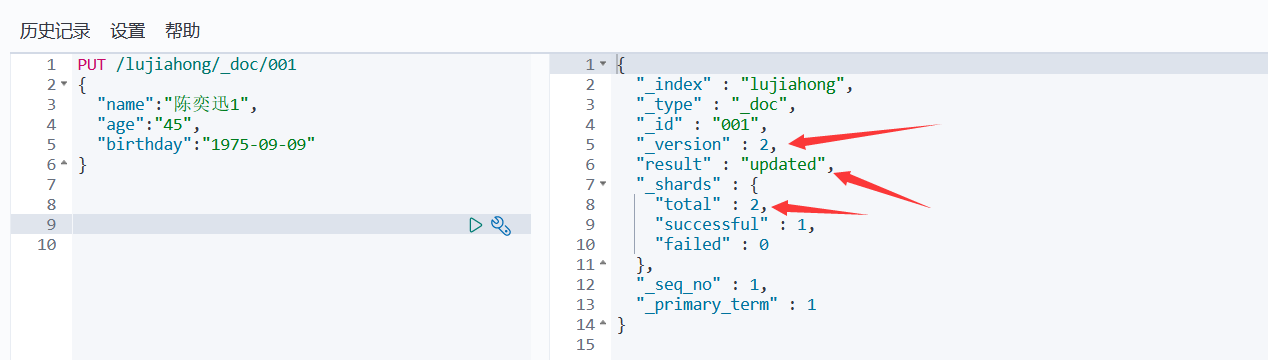 历史记录 设置 帮助
1 PUT /lujiahong/_doc/001
2 {
3 "name":"陈奕迅1",
4 "age":"45",
5 "birthday":"1975-09-09"
6 }
7
8
9
10
1 {
2 "_index" : "lujiahong",
3 "_type" : "_doc",
4 "_id" : "001",
5 "_version" : 2,
6 "result" : "updated",
7 "_shards" : {
8 "total" : 2,
9 "successful" : 1,
10 "failed" : 0
11 },
12 "_seq_no" : 1,
13 "_primary_term" : 1
14 }
15